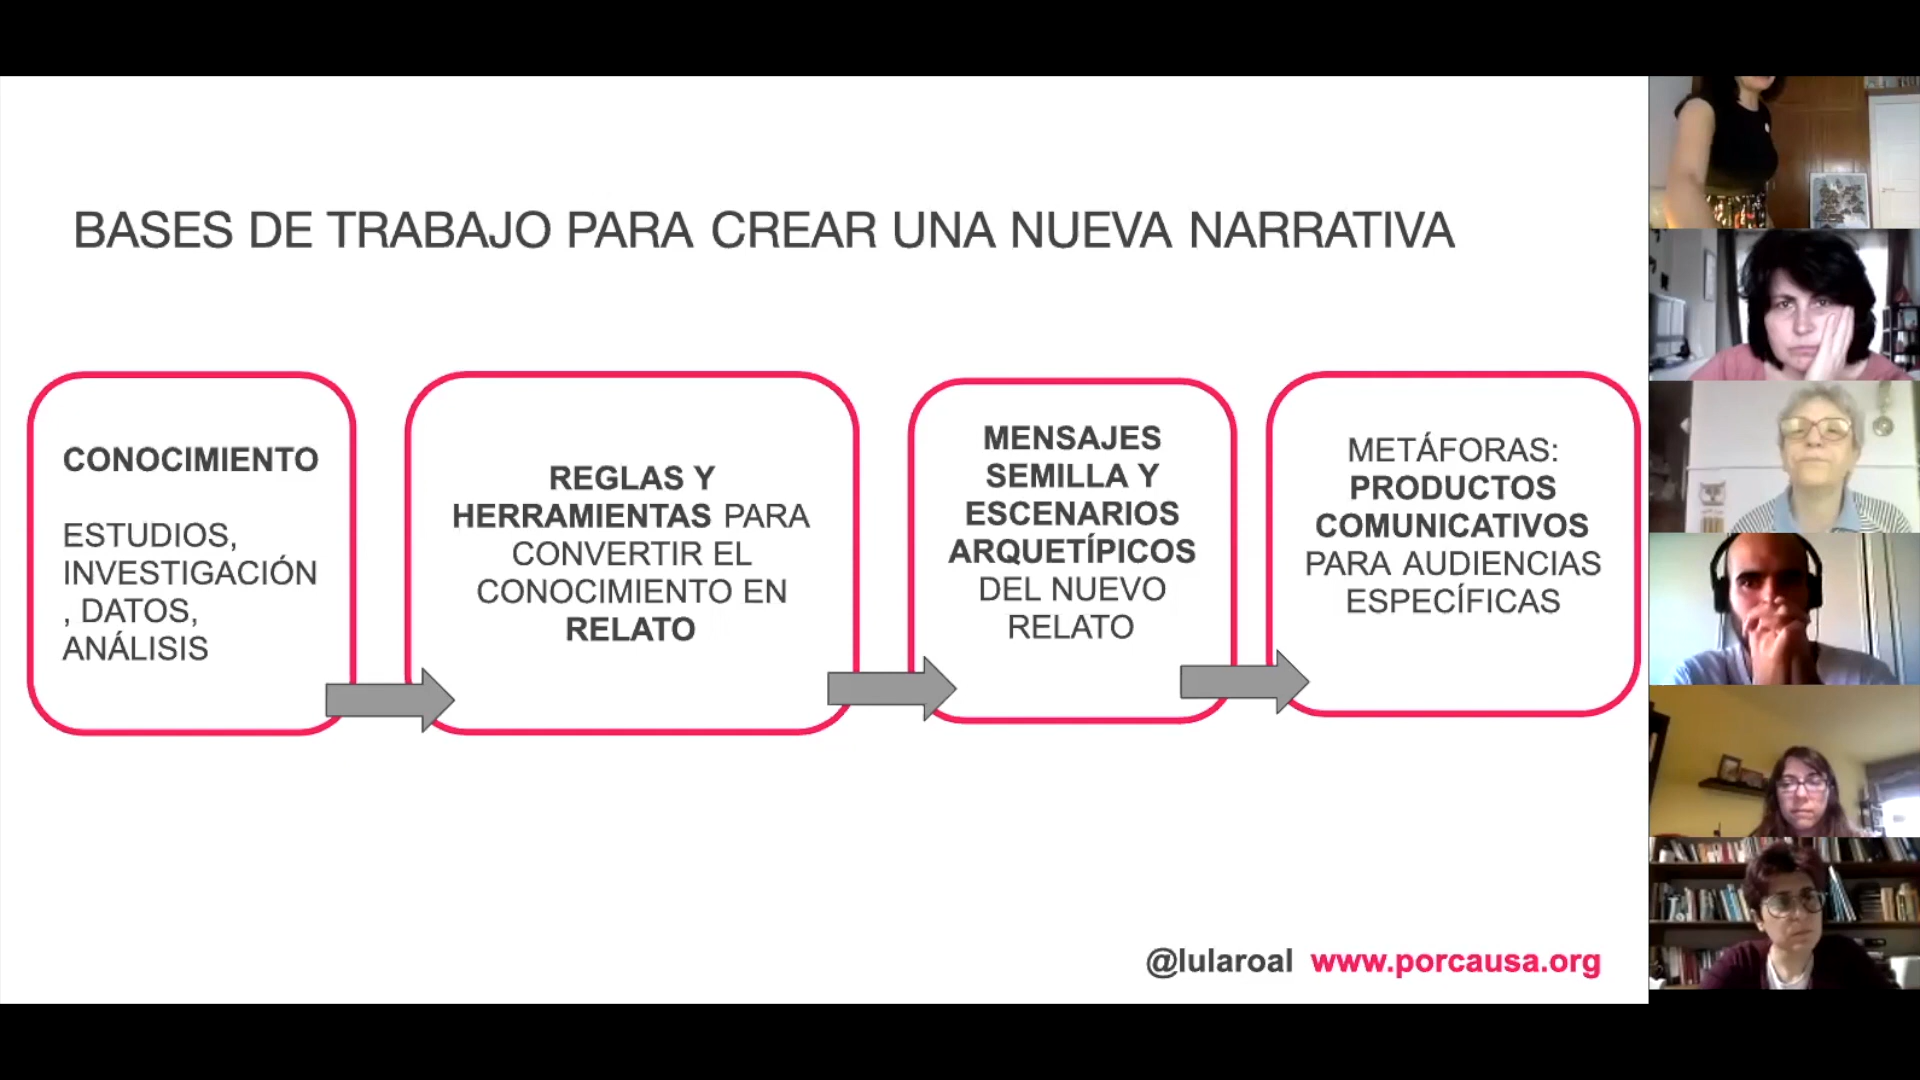 BASES DE TRABAJO PARA CREAR UNA NUEVA NARRATIVA
CONOCIMIENTO
ESTUDIOS,
INVESTIGACIÓN
, DATOS,
ANÁLISIS
REGLAS Y
HERRAMIENTAS PARA
CONVERTIR EL
CONOCIMIENTO EN
RELATO
MENSAJES
SEMILLA Y
ESCENARIOS
ARQUETÍPICOS
DEL NUEVO
RELATO
METÁFORAS:
PRODUCTOS
COMUNICATIVOS
PARA AUDIENCIAS
ESPECÍFICAS
@lularoal www.porcausa.org